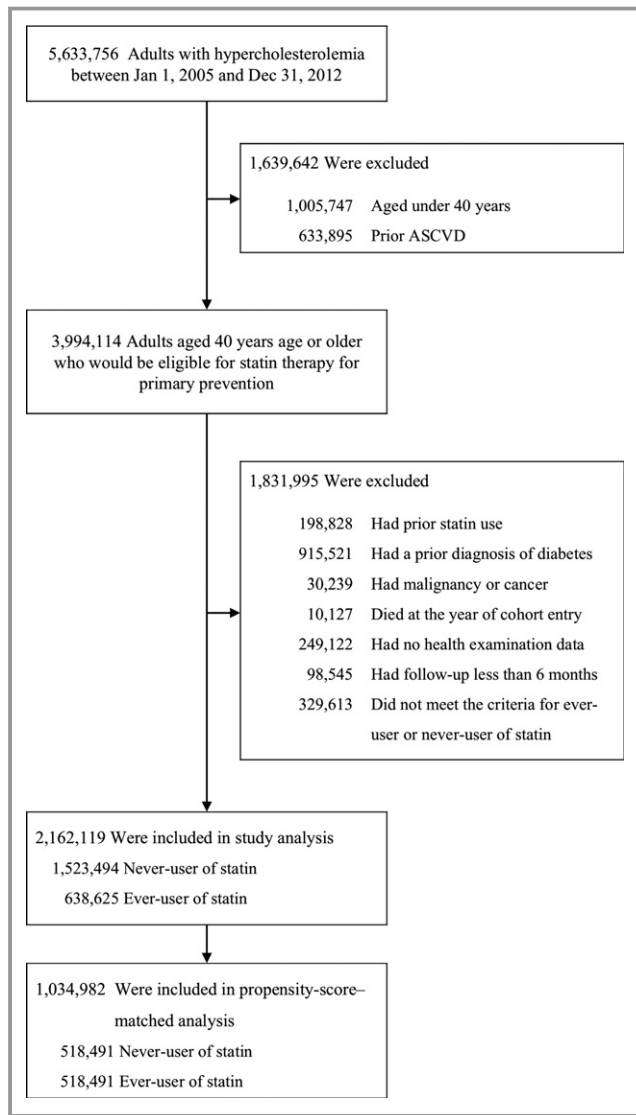 5,633,756 Adults with hypercholesterolemia
between Jan 1, 2005 and Dec 31, 2012
1,639,642 Were excluded
1,005,747 Aged under 40 years
633,895 Prior ASCVD
3,994,114 Adults aged 40 years age or older
who would be eligible for statin therapy for
primary prevention
1,831,995 Were excluded
198,828 Had prior statin use
915,521 Had a prior diagnosis of diabetes
30,239 Had malignancy or cancer
10,127 Died at the year of cohort entry
249,122 Had no health examination data
98,545 Had follow-up less than 6 months
329,613 Did not meet the criteria for ever-
user or never-user of statin
2,162,119 Were included in study analysis
1,523,494 Never-user of statin
638,625 Ever-user of statin
1,034,982 Were included in propensity-score–
matched analysis
518,491 Never-user of statin
518,491 Ever-user of statin